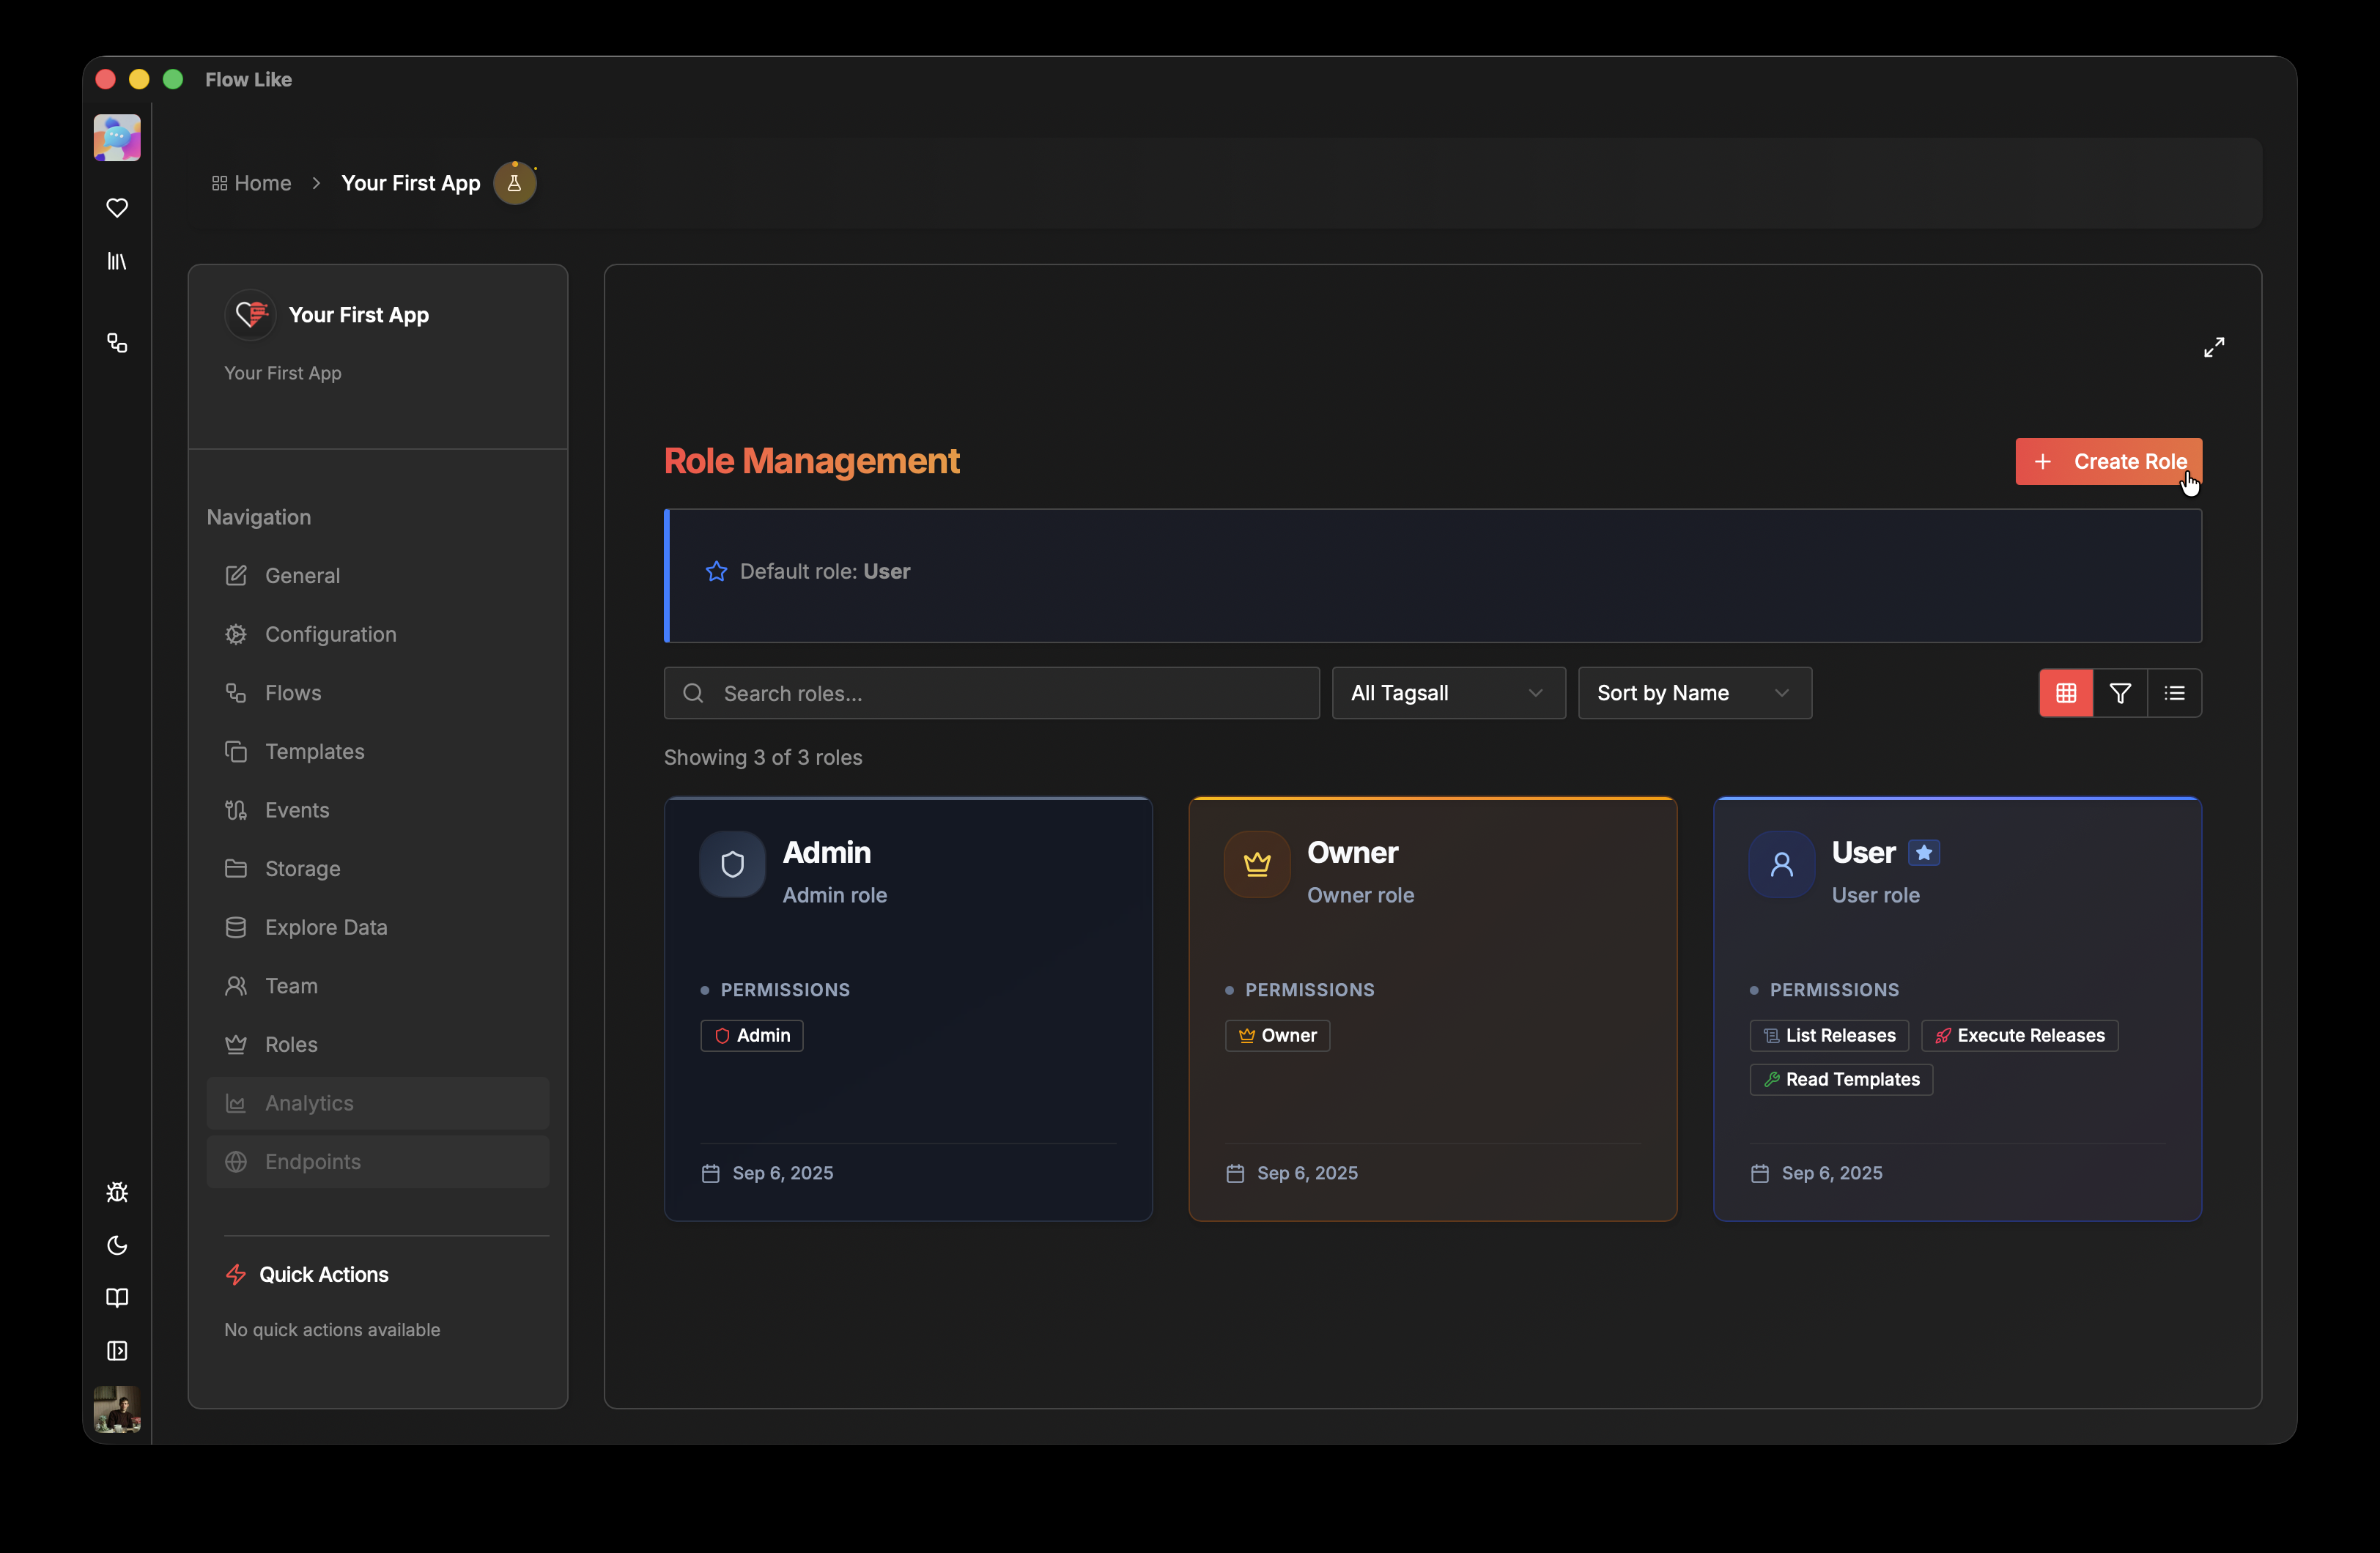 Flow Like
Home
Your First App
Your First App
Your First App
Navigation
General
Configuration
Flows
Templates
Events
Storage
Explore Data
Team
Roles
Analytics
Endpoints
Quick Actions
No quick actions available
Role Management
Create Role
Default role: User
Search roles...
All Tagsall
Sort by Name
Showing 3 of 3 roles
Admin
Admin role
PERMISSIONS
Admin
Sep 6, 2025
Owner
Owner role
PERMISSIONS
Owner
Sep 6, 2025
User
User role
PERMISSIONS
List Releases
Execute Releases
Read Templates
Sep 6, 2025